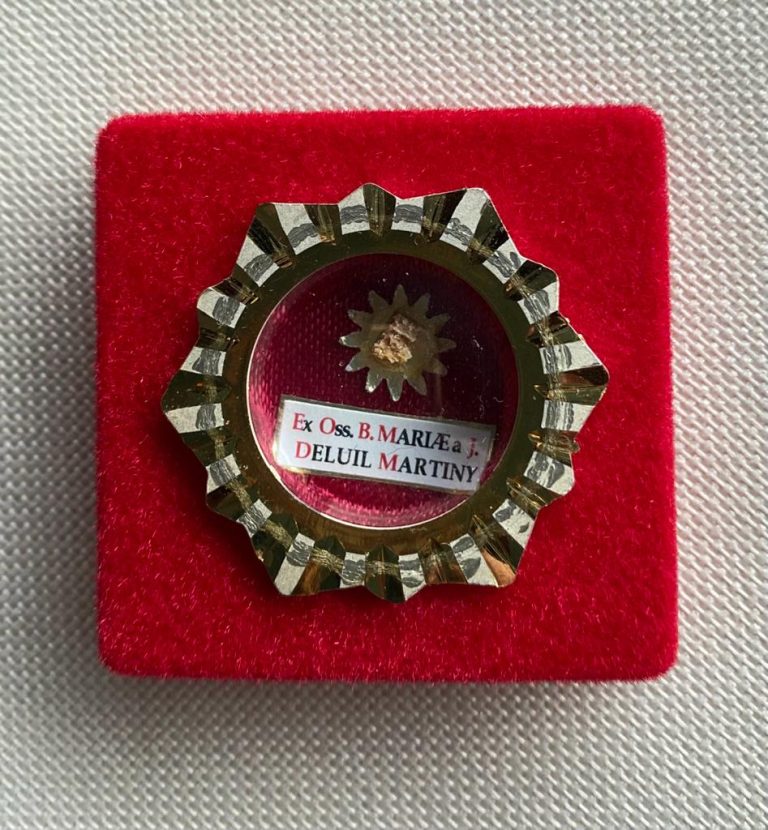 Ex Oss. B. MARIÆ a J.
DELUIL MARTINY